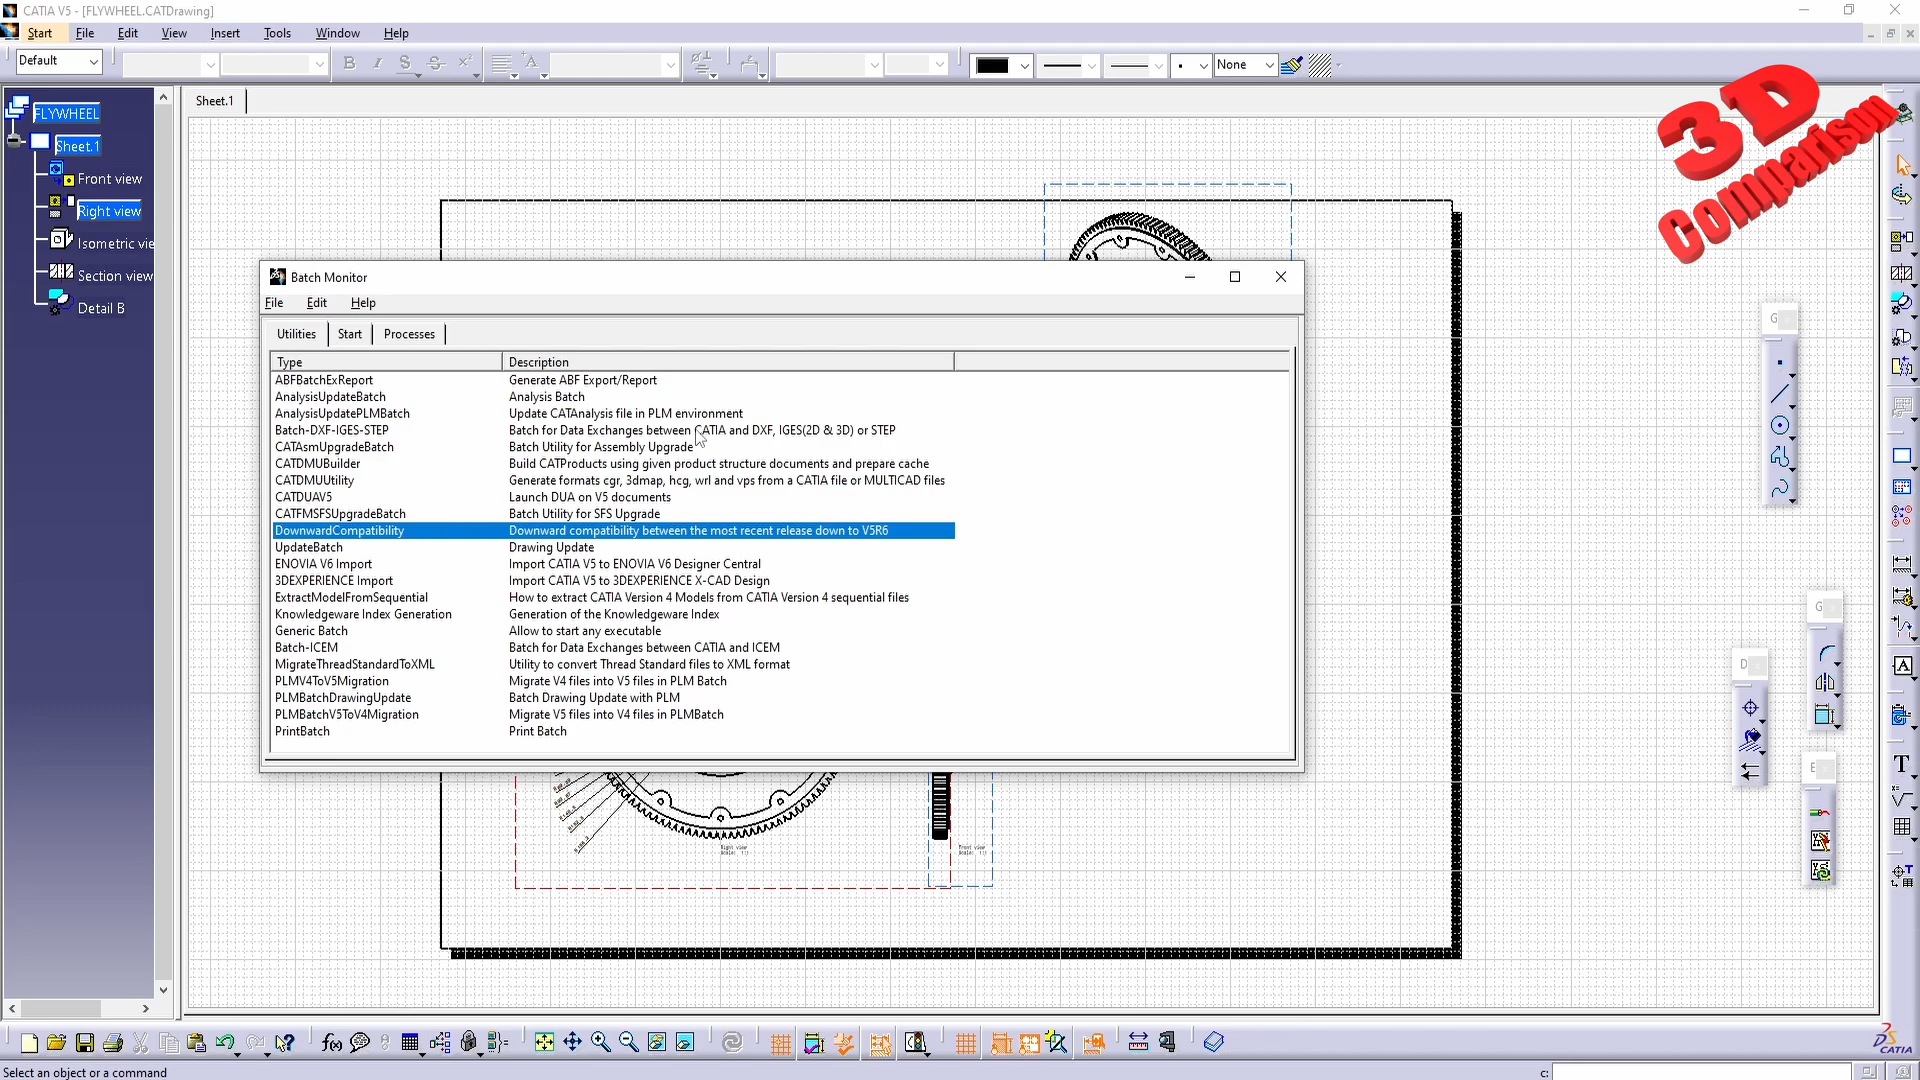 CATIA V5 - [FLYWHEEL.CATDrawing]
Start File Edit View Insert Tools Window Help
Default
None
3D
Comparison
FLYWHEEL
Sheet.1
Front view
Right view
Isometric vie
Section view
Detail B
Sheet.1
Batch Monitor
File Edit Help
Utilities Start Processes
Type Description
ABFBatchExReport Generate ABF Export/Report
AnalysisUpdateBatch Analysis Batch
AnalysisUpdatePLMBatch Update CATAnalysis file in PLM environment
Batch-DXF-IGES-STEP Batch for Data Exchanges between CATIA and DXF, IGES(2D & 3D) or STEP
CATAsmUpgradeBatch Batch Utility for Assembly Upgrade
CATDMUBuilder Build CATProducts using given product structure documents and prepare cache
CATDMUUtility Generate formats cgr, 3dmap, hcg, wrl and vps from a CATIA file or MULTICAD files
CATDUAV5 Launch DUA on V5 documents
CATFMSFSUpgradeBatch Batch Utility for SFS Upgrade
DownwardCompatibility Downward compatibility between the most recent release down to V5R6
UpdateBatch Drawing Update
ENOVIA V6 Import Import CATIA V5 to ENOVIA V6 Designer Central
3DEXPERIENCE Import Import CATIA V5 to 3DEXPERIENCE X-CAD Design
ExtractModelFromSequential How to extract CATIA Version 4 Models from CATIA Version 4 sequential files
Knowledgeware Index Generation Generation of the Knowledgeware Index
Generic Batch Allow to start any executable
Batch-ICEM Batch for Data Exchanges between CATIA and ICEM
MigrateThreadStandardToXML Utility to convert Thread Standard files to XML format
PLMV4ToV5Migration Migrate V4 files into V5 files in PLM Batch
PLMBatchDrawingUpdate Batch Drawing Update with PLM
PLMBatchV5ToV4Migration Migrate V5 files into V4 files in PLMBatch
PrintBatch Print Batch
Right view
Front view
G
G
D
E
CATIA
Select an object or a command
c: